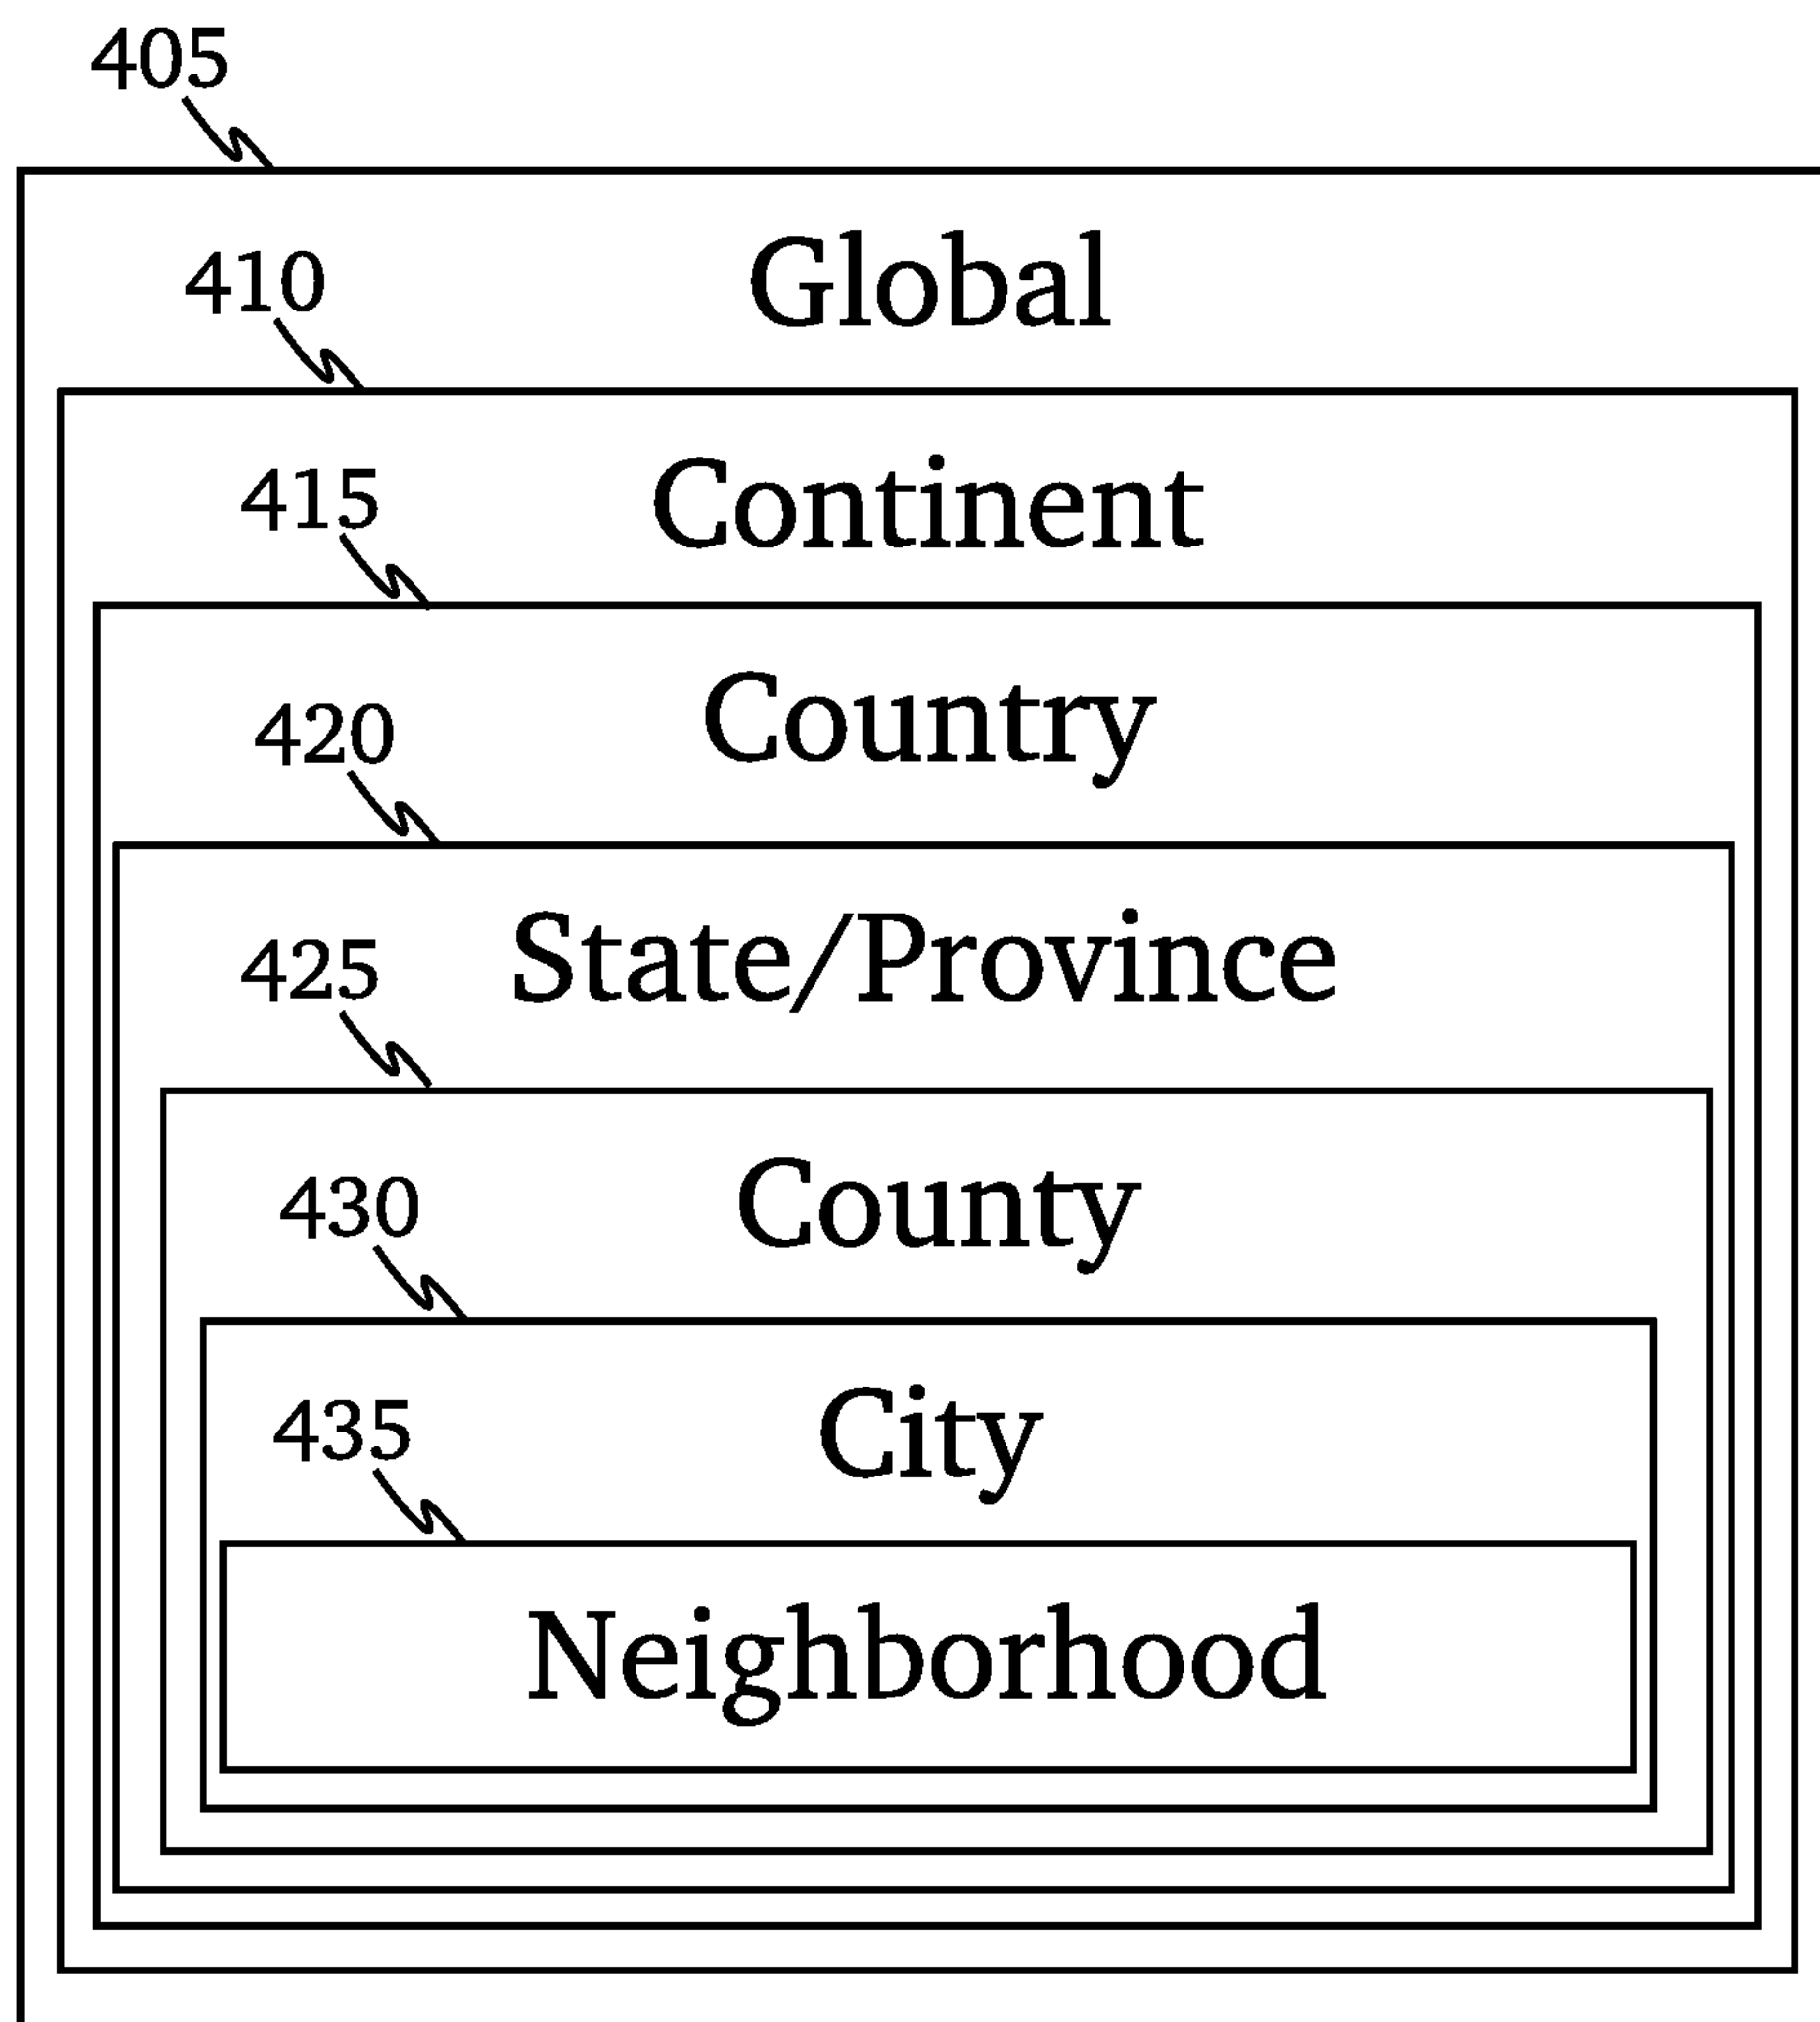 405
Global
410
Continent
415
Country
420
State/Province
425
County
430
City
435
Neighborhood